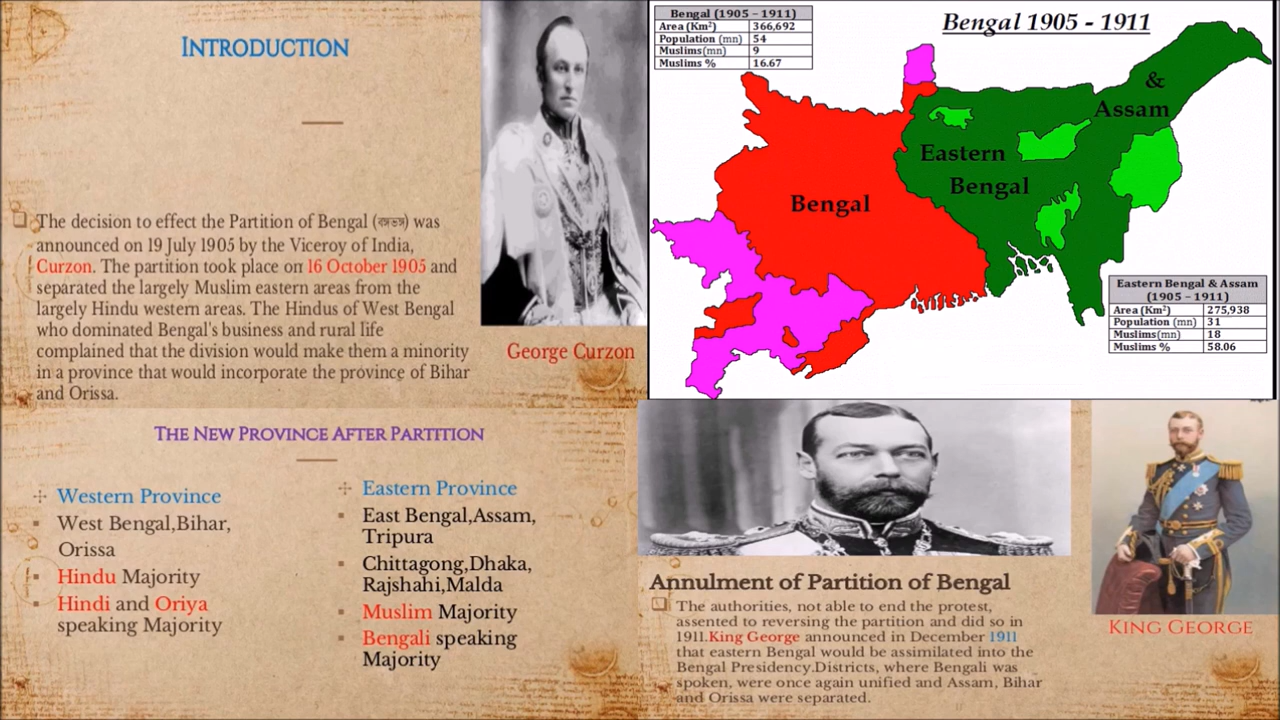 INTRODUCTION
The decision to effect the Partition of Bengal (বঙ্গভঙ্গ) was
announced on 19 July 1905 by the Viceroy of India,
Curzon. The partition took place on 16 October 1905 and
separated the largely Muslim eastern areas from the
largely Hindu western areas. The Hindus of West Bengal
who dominated Bengal's business and rural life
complained that the division would make them a minority
in a province that would incorporate the province of Bihar
and Orissa.
George Curzon
Bengal 1905 - 1911
Bengal (1905 – 1911)
Area (Km²) 366,692
Population (mn) 54
Muslims(mn) 9
Muslims % 16.67
&
Assam
Eastern
Bengal
Bengal
Eastern Bengal & Assam
(1905 – 1911)
Area (Km²) 275,938
Population (mn) 31
Muslims(mn) 18
Muslims % 58.06
THE NEW PROVINCE AFTER PARTITION
Western Province
West Bengal,Bihar,
Orissa
Hindu Majority
Hindi and Oriya
speaking Majority
Eastern Province
East Bengal,Assam,
Tripura
Chittagong,Dhaka,
Rajshahi,Malda
Muslim Majority
Bengali speaking
Majority
Annulment of Partition of Bengal
The authorities, not able to end the protest,
assented to reversing the partition and did so in
1911.King George announced in December 1911
that eastern Bengal would be assimilated into the
Bengal Presidency.Districts, where Bengali was
spoken, were once again unified and Assam, Bihar
and Orissa were separated.
KING GEORGE